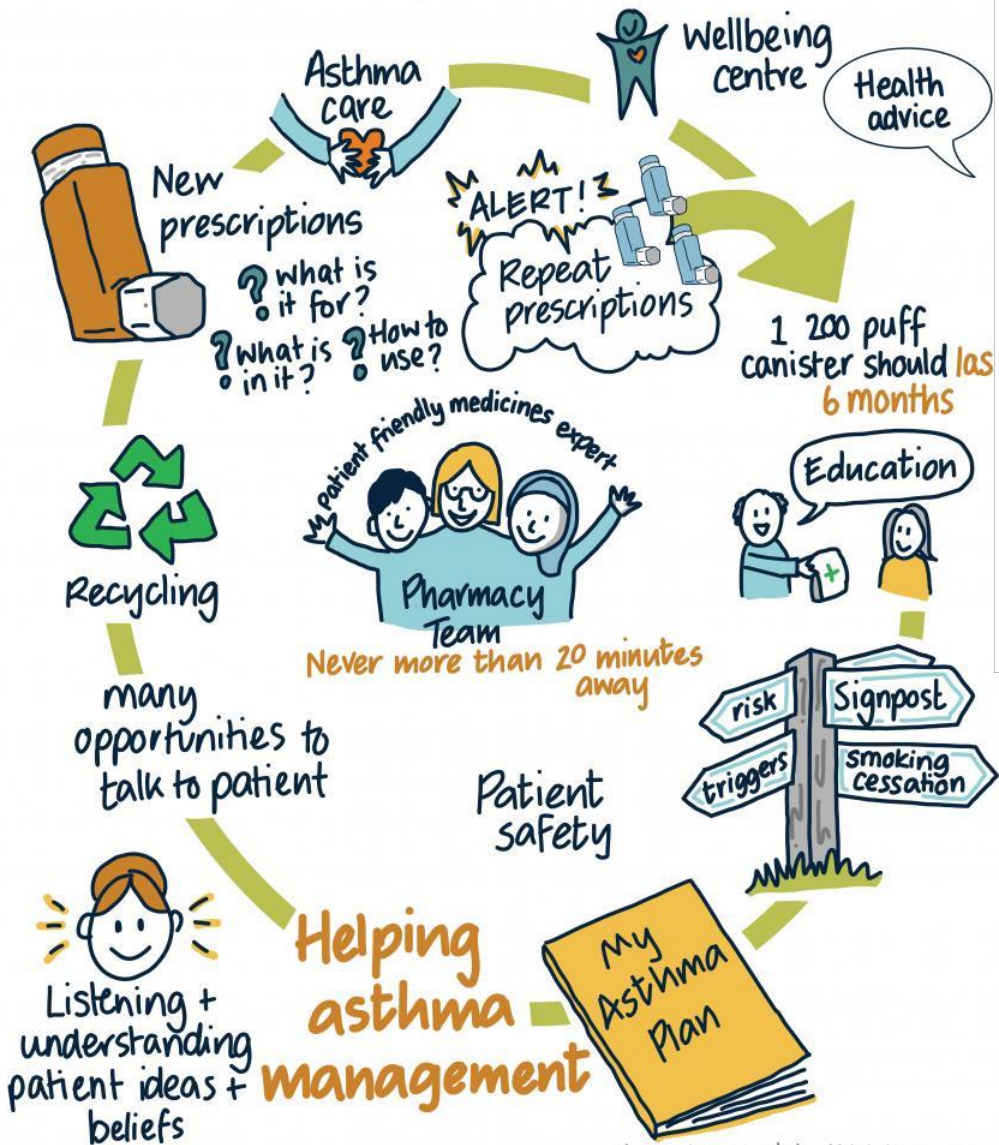 Asthma
care
Wellbeing
centre
Health
advice
New
prescriptions
? what is
it for?
? what is
in it?
? How to
use?
ALERT!
Repeat
prescriptions
1 200 puff
canister should las
6 months
Patient friendly medicines expert
Pharmacy
Team
Never more than 20 minutes
away
Education
Recycling
many
opportunities to
talk to patient
risk
Signpost
triggers
smoking
cessation
Patient
safety
My
Asthma
Plan
Helping
asthma
management
Listening +
understanding
patient ideas +
beliefs